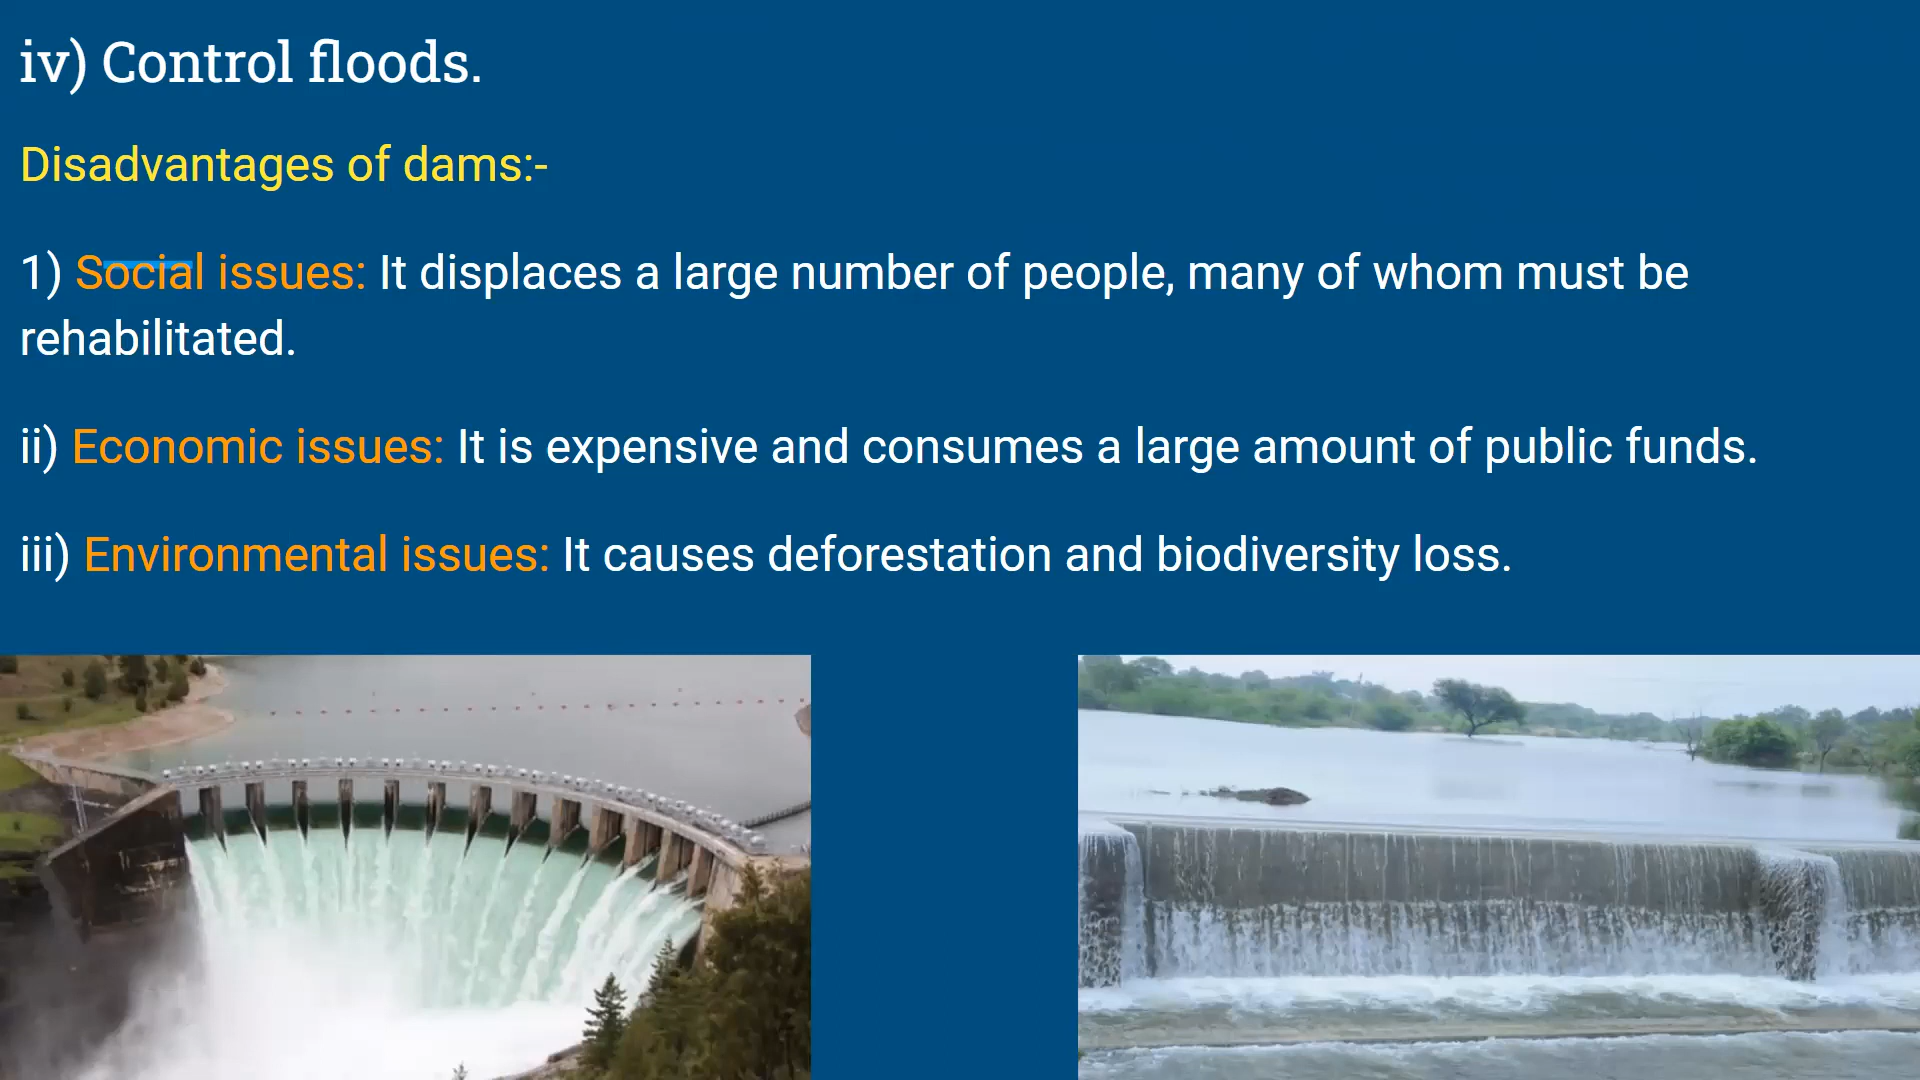 iv) Control floods.
Disadvantages of dams:-
1) Social issues: It displaces a large number of people, many of whom must be
rehabilitated.
ii) Economic issues: It is expensive and consumes a large amount of public funds.
iii) Environmental issues: It causes deforestation and biodiversity loss.